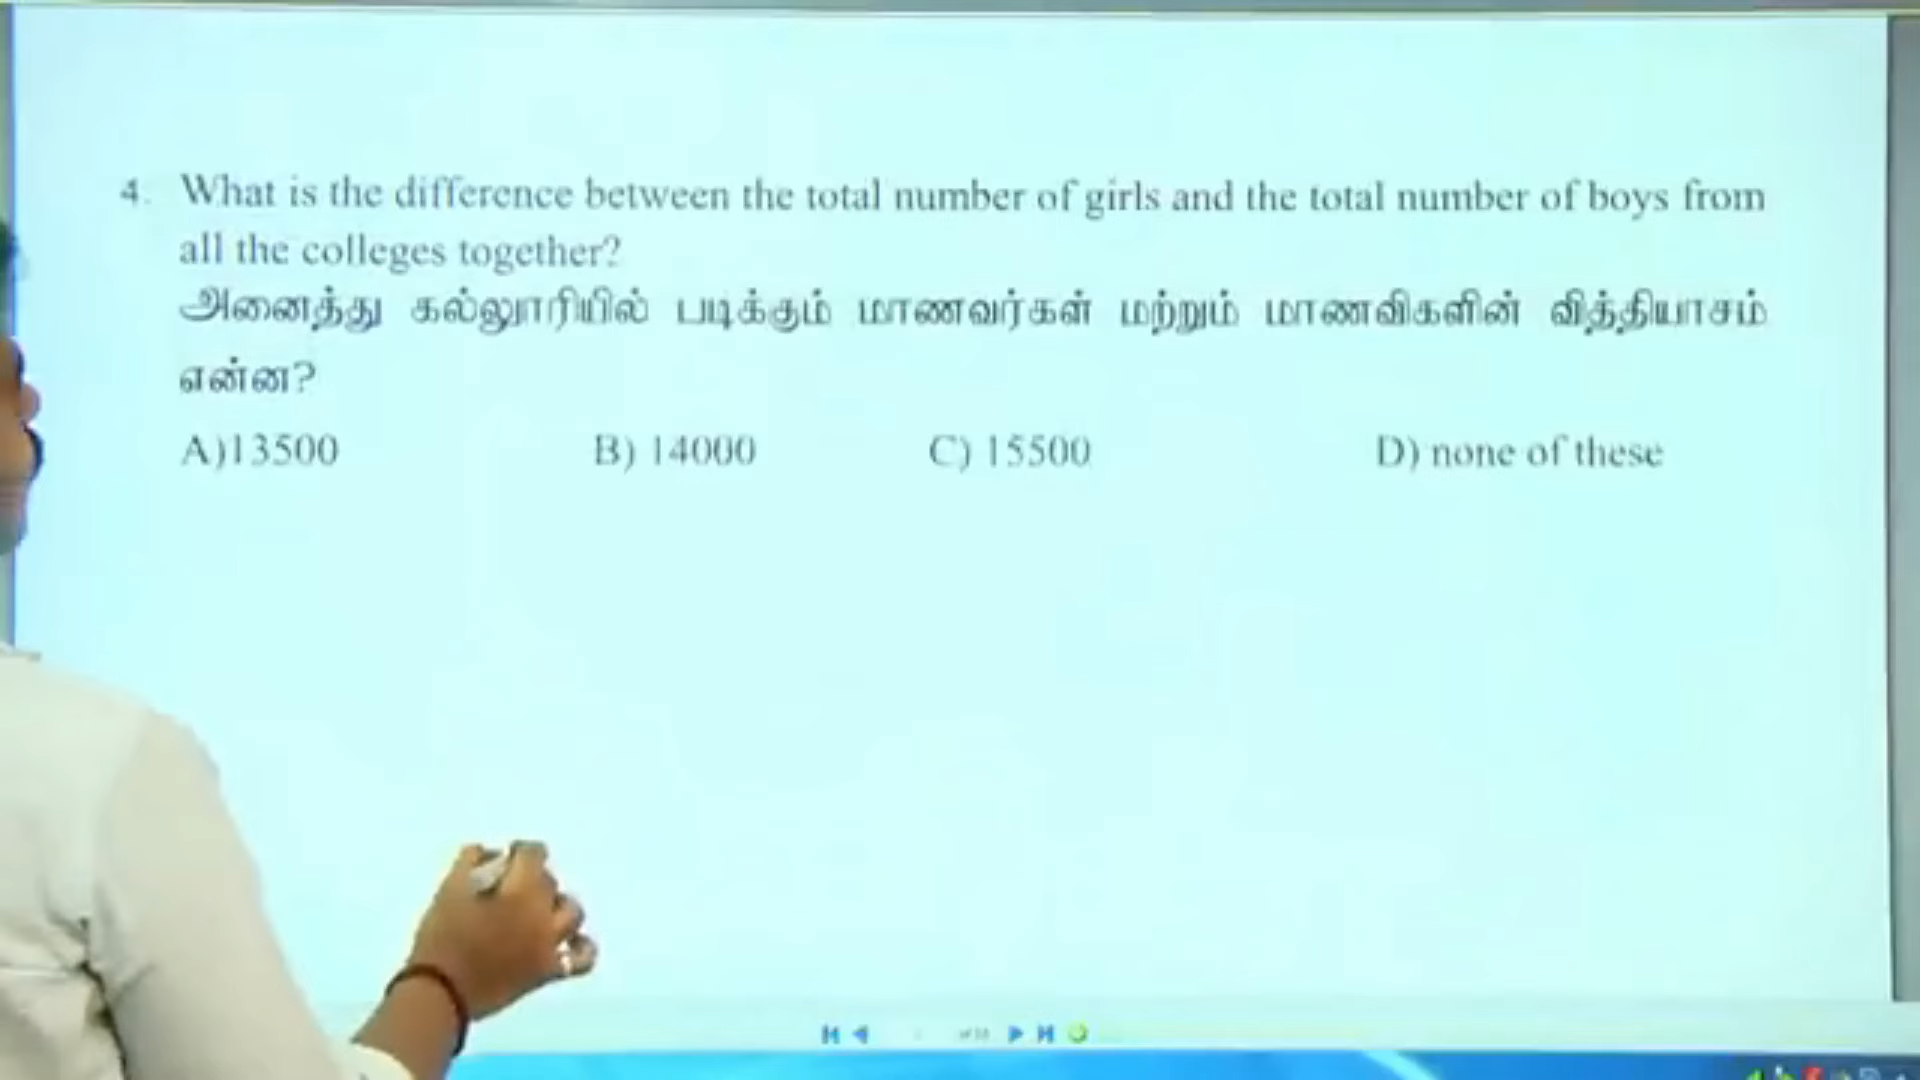 4. What is the difference between the total number of girls and the total number of boys from
all the colleges together?
அனைத்து கல்லூரியில் படிக்கும் மாணவர்கள் மற்றும் மாணவிகளின் வித்தியாசம்
என்ன?
A)13500 B) 14000 C) 15500 D) none of these